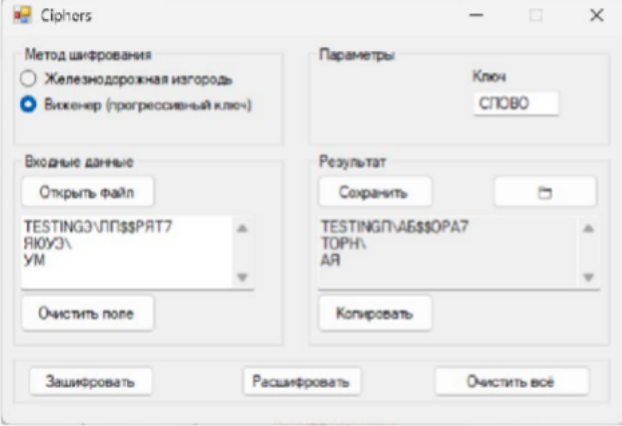 Ciphers
Метод шифрования
Железнодорожная изгородь
Виженер (прогрессивный ключ)
Параметры
Ключ
СЛОВО
Входные данные
Открыть файл
TESTINGЭ\ЛП$$РЯТ7
ЯЮУЭ\
УМ
Очистить поле
Результат
Сохранить
TESTINGЛ\АБ$$ОРА7
ТОРН\
АЯ
Копировать
Зашифровать
Расшифровать
Очистить всё